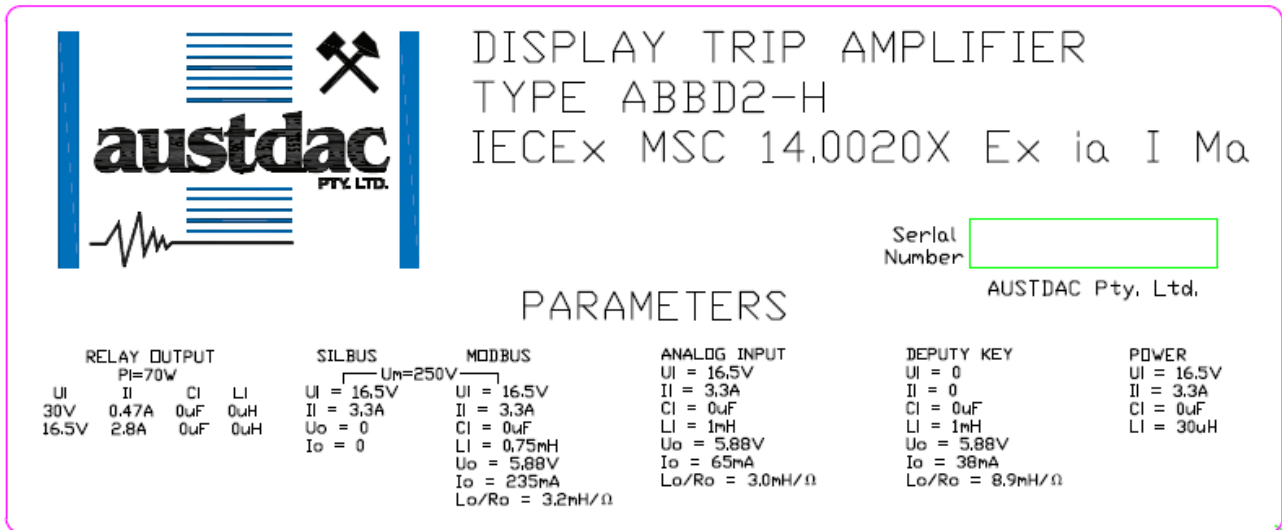 austdac
PTY. LTD.
DISPLAY TRIP AMPLIFIER
TYPE ABBD2-H
IECEx MSC 14.0020X Ex ia I Ma
Serial
Number
AUSTDAC Pty. Ltd.
PARAMETERS
RELAY OUTPUT
PI=70W
UI II CI LI
30V 0.47A 0uF 0uH
16.5V 2.8A 0uF 0uH
SILBUS MODBUS
Um=250V
UI = 16.5V
II = 3.3A
Uo = 0
Io = 0
UI = 16.5V
II = 3.3A
CI = 0uF
LI = 0.75mH
Uo = 5.88V
Io = 235mA
Lo/Ro = 3.2mH/Ω
ANALOG INPUT
UI = 16.5V
II = 3.3A
CI = 0uF
LI = 1mH
Uo = 5.88V
Io = 65mA
Lo/Ro = 3.0mH/Ω
DEPUTY KEY
UI = 0
II = 0
CI = 0uF
LI = 1mH
Uo = 5.88V
Io = 38mA
Lo/Ro = 8.9mH/Ω
POWER
UI = 16.5V
II = 3.3A
CI = 0uF
LI = 30uH